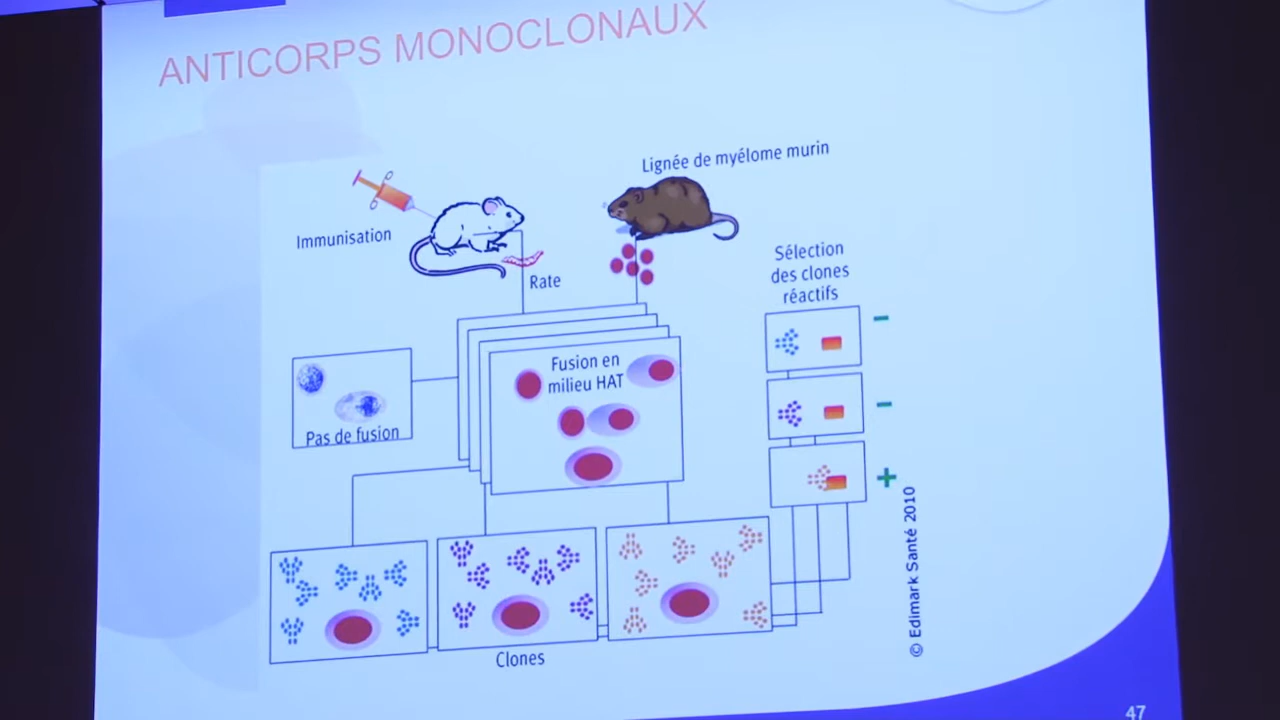 ANTICORPS MONOCLONAUX
Lignée de myélome murin
Immunisation
Rate
Sélection
des clones
réactifs
Fusion en
milieu HAT
Pas de fusion
Clones
© Edimark Santé 2010
47